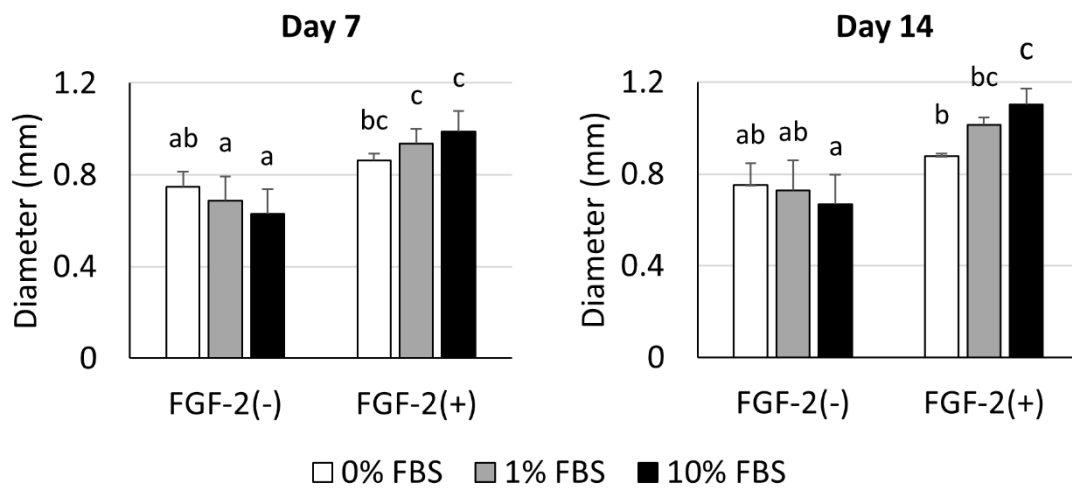 Day 7
Diameter (mm)
1.2
0.8
0.4
0
ab
a
a
bc
c
c
FGF-2(-)
FGF-2(+)
Day 14
Diameter (mm)
1.2
0.8
0.4
0
ab
ab
a
b
bc
c
FGF-2(-)
FGF-2(+)
0% FBS
1% FBS
10% FBS